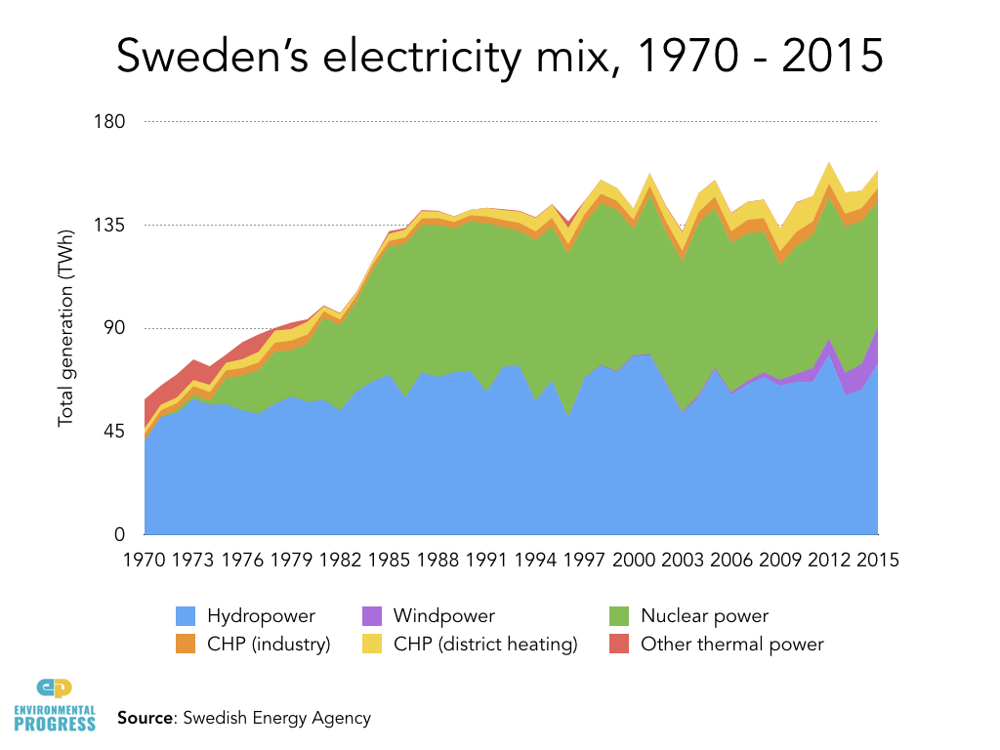 Sweden’s electricity mix, 1970 - 2015
180
135
90
45
0
Total generation (TWh)
1970 1973 1976 1979 1982 1985 1988 1991 1994 1997 2000 2003 2006 2009 2012 2015
Hydropower Windpower Nuclear power
CHP (industry) CHP (district heating) Other thermal power
ep
ENVIRONMENTAL
PROGRESS
Source: Swedish Energy Agency